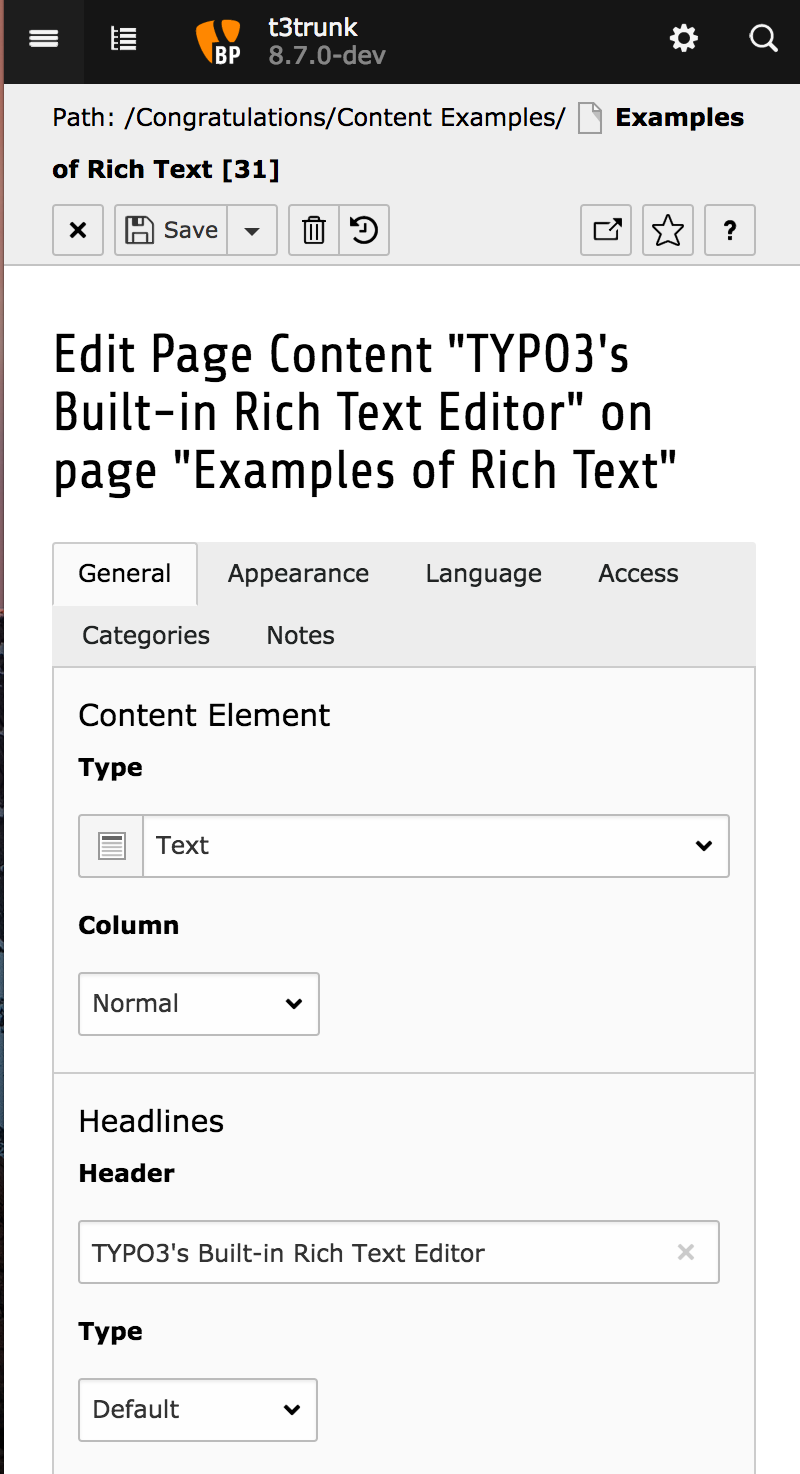 t3trunk
BP
8.7.0-dev
Path: /Congratulations/Content Examples/ Examples
of Rich Text [31]
Save ?
Edit Page Content "TYPO3's
Built-in Rich Text Editor" on
page "Examples of Rich Text"
General Appearance Language Access
Categories Notes
Content Element
Type
Text
Column
Normal
Headlines
Header
TYPO3's Built-in Rich Text Editor
Type
Default